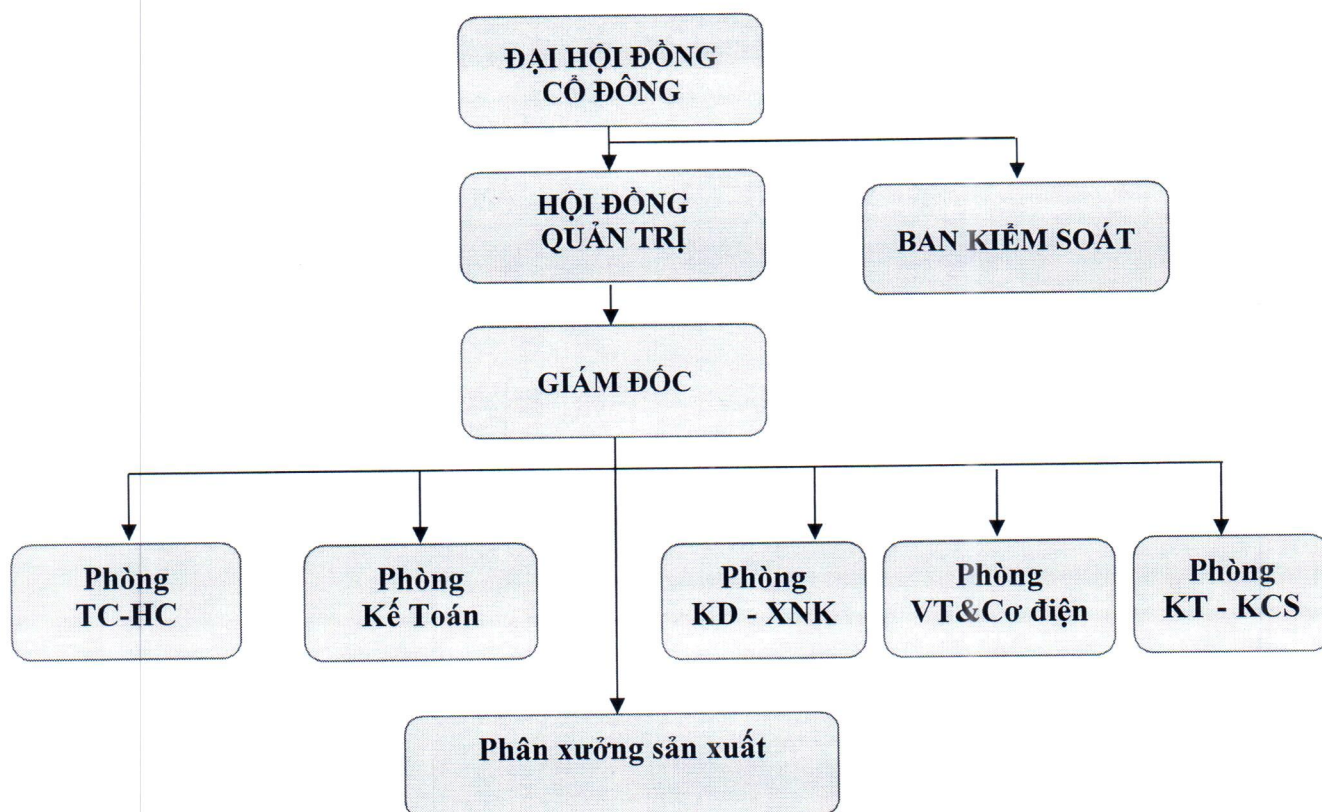 ĐẠI HỘI ĐỒNG
CỔ ĐÔNG
HỘI ĐỒNG
QUẢN TRỊ
BAN KIỂM SOÁT
GIÁM ĐỐC
Phòng
TC-HC
Phòng
Kế Toán
Phòng
KD - XNK
Phòng
VT&Cơ điện
Phòng
KT - KCS
Phân xưởng sản xuất